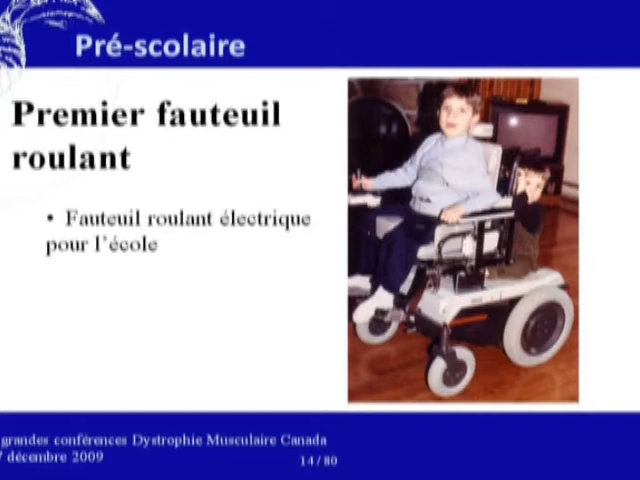 Pré-scolaire
Premier fauteuil
roulant
• Fauteuil roulant électrique
pour l'école
grandes conférences Dystrophie Musculaire Canada
décembre 2009
14/80